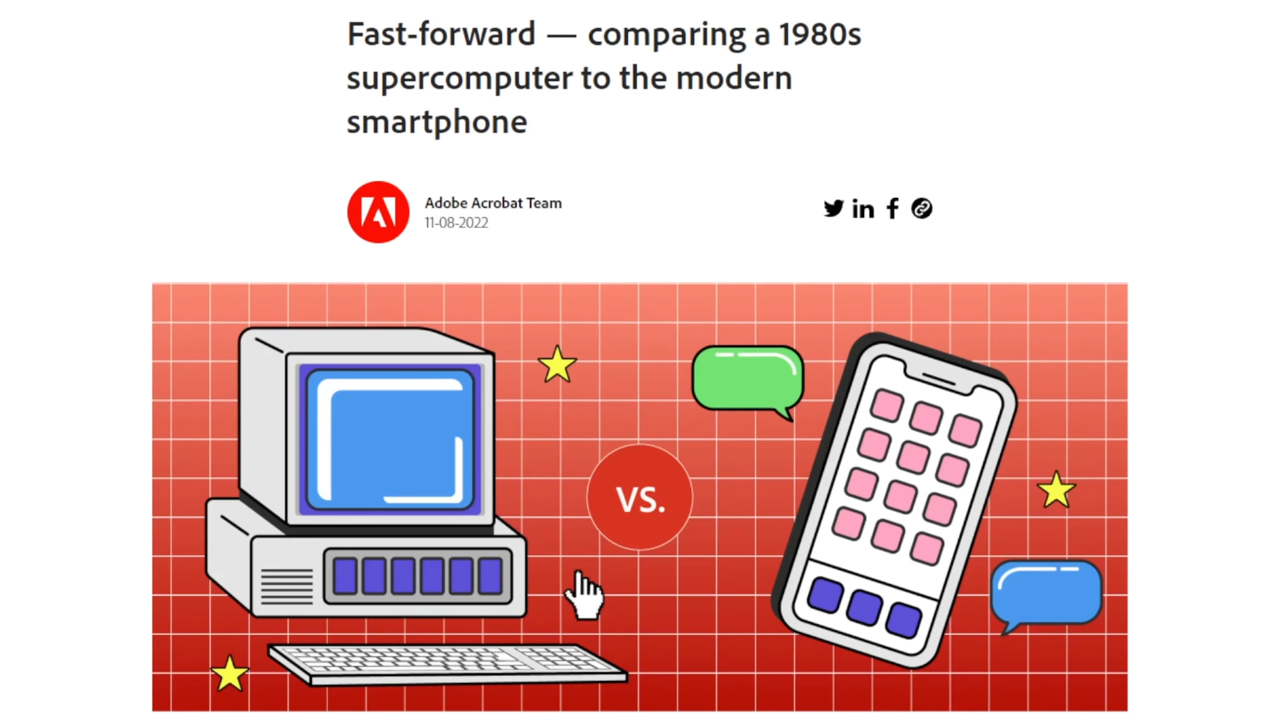 Fast-forward — comparing a 1980s
supercomputer to the modern
smartphone
Adobe Acrobat Team
11-08-2022
VS.